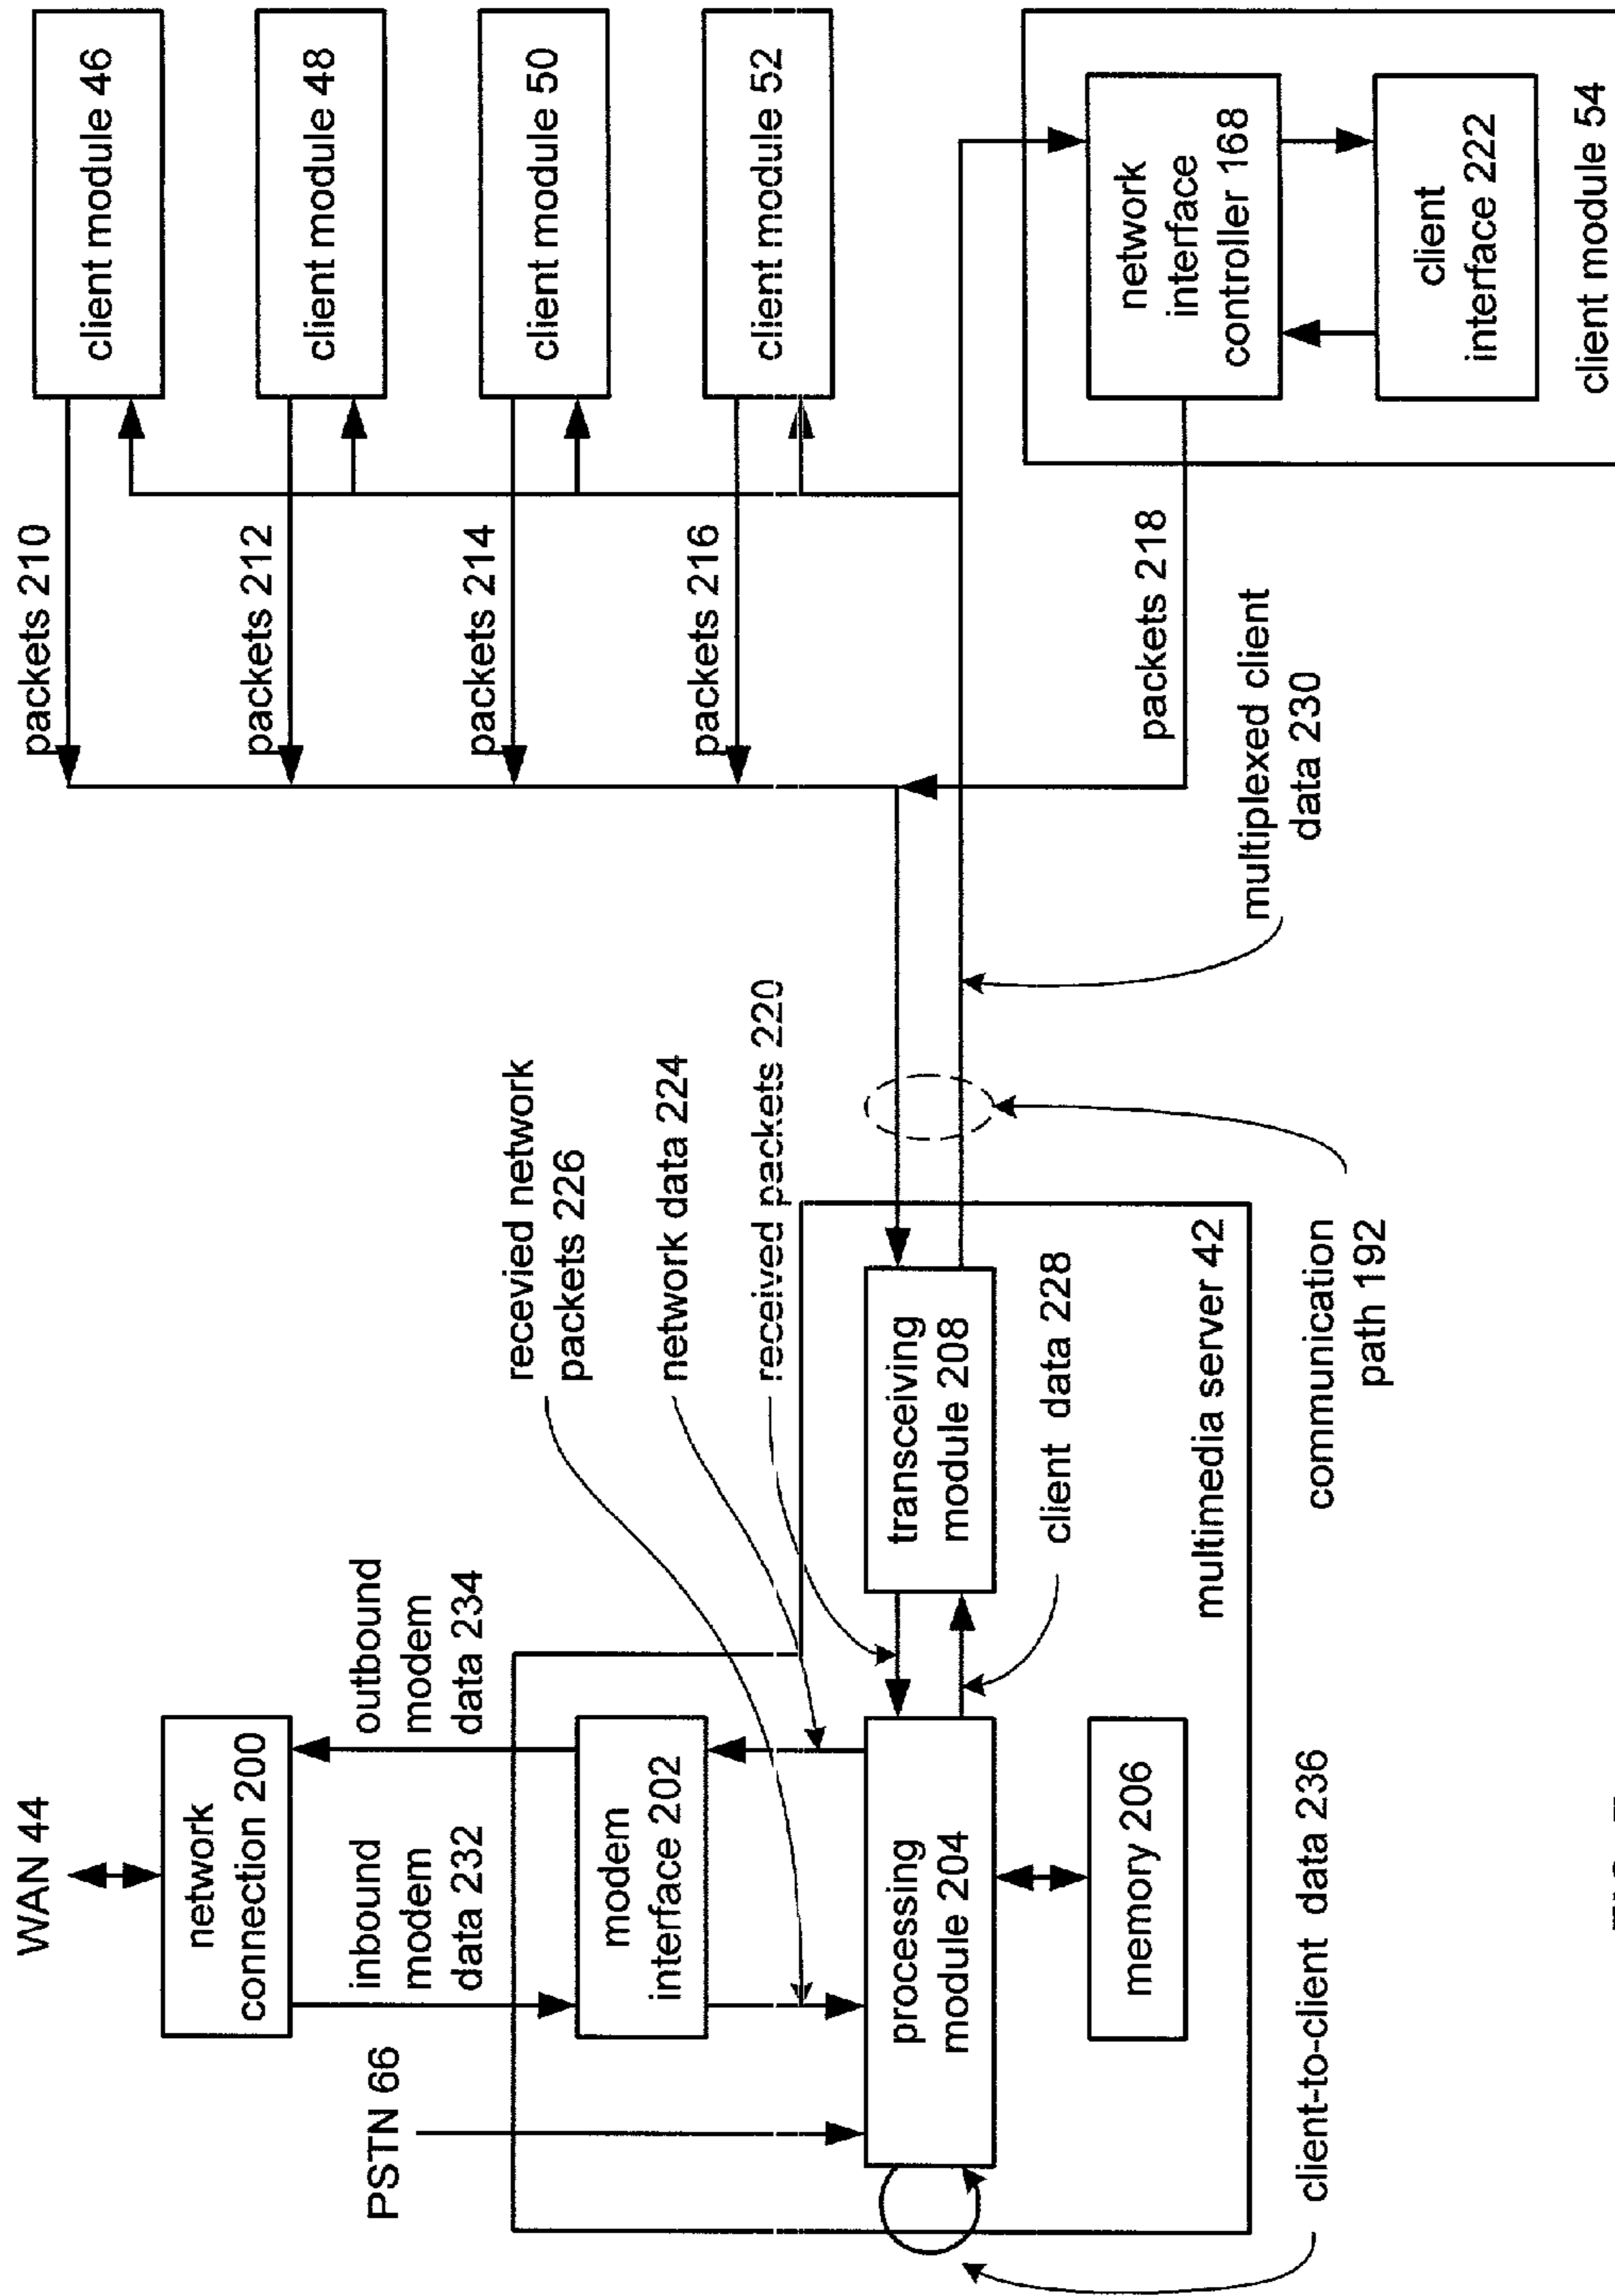 WAN 44
network
connection 200
inbound
modem
data 232
outbound
modem
data 234
PSTN 66
modem
interface 202
processing
module 204
memory 206
client-to-client data 236
recevied network
packets 226
network data 224
received packets 220
transceiving
module 208
client data 228
multimedia server 42
communication
path 192
multiplexed client
data 230
packets 210
packets 212
packets 214
packets 216
packets 218
client module 46
client module 48
client module 50
client module 52
network
interface
controller 168
client
interface 222
client module 54